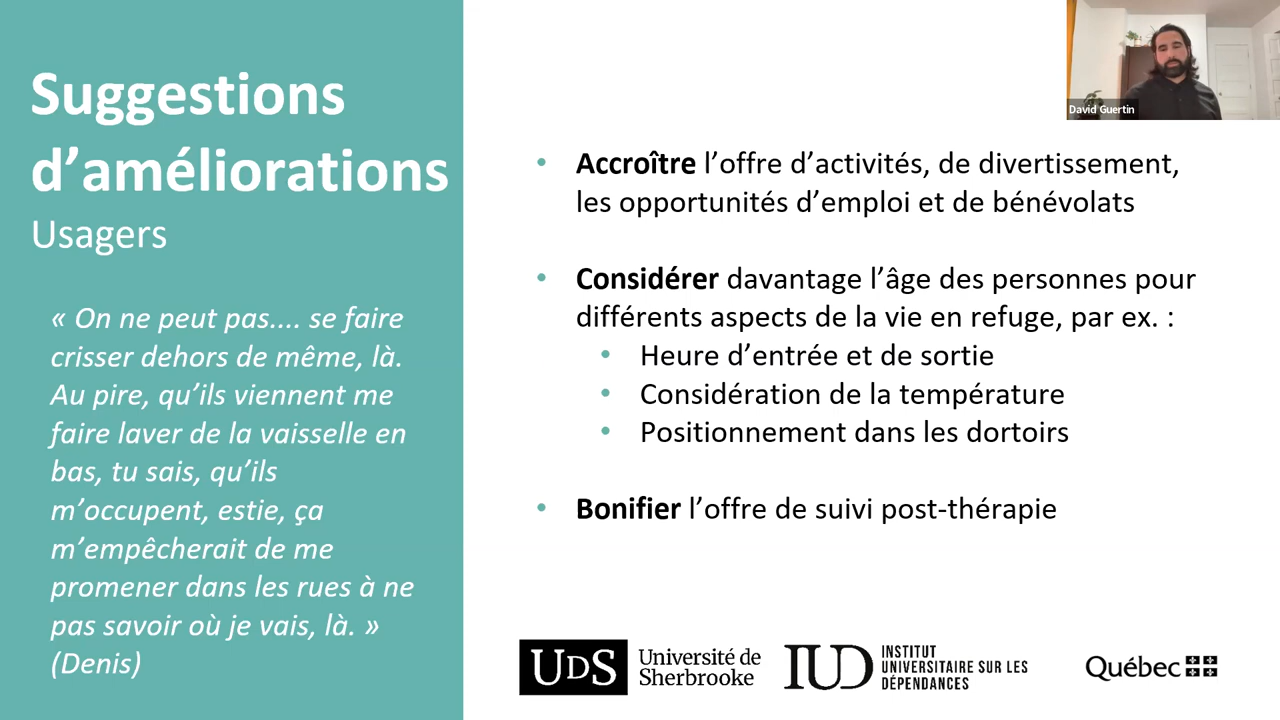 Suggestions
d’améliorations
Usagers
« On ne peut pas.... se faire
crisser dehors de même, là.
Au pire, qu’ils viennent me
faire laver de la vaisselle en
bas, tu sais, qu’ils
m’occupent, estie, ça
m’empêcherait de me
promener dans les rues à ne
pas savoir où je vais, là. »
(Denis)
David Guertin
• Accroître l’offre d’activités, de divertissement,
les opportunités d’emploi et de bénévolats
• Considérer davantage l’âge des personnes pour
différents aspects de la vie en refuge, par ex. :
• Heure d’entrée et de sortie
• Considération de la température
• Positionnement dans les dortoirs
• Bonifier l’offre de suivi post-thérapie
UDS Université de
Sherbrooke
IUD INSTITUT
UNIVERSITAIRE SUR LES
DÉPENDANCES
Québec